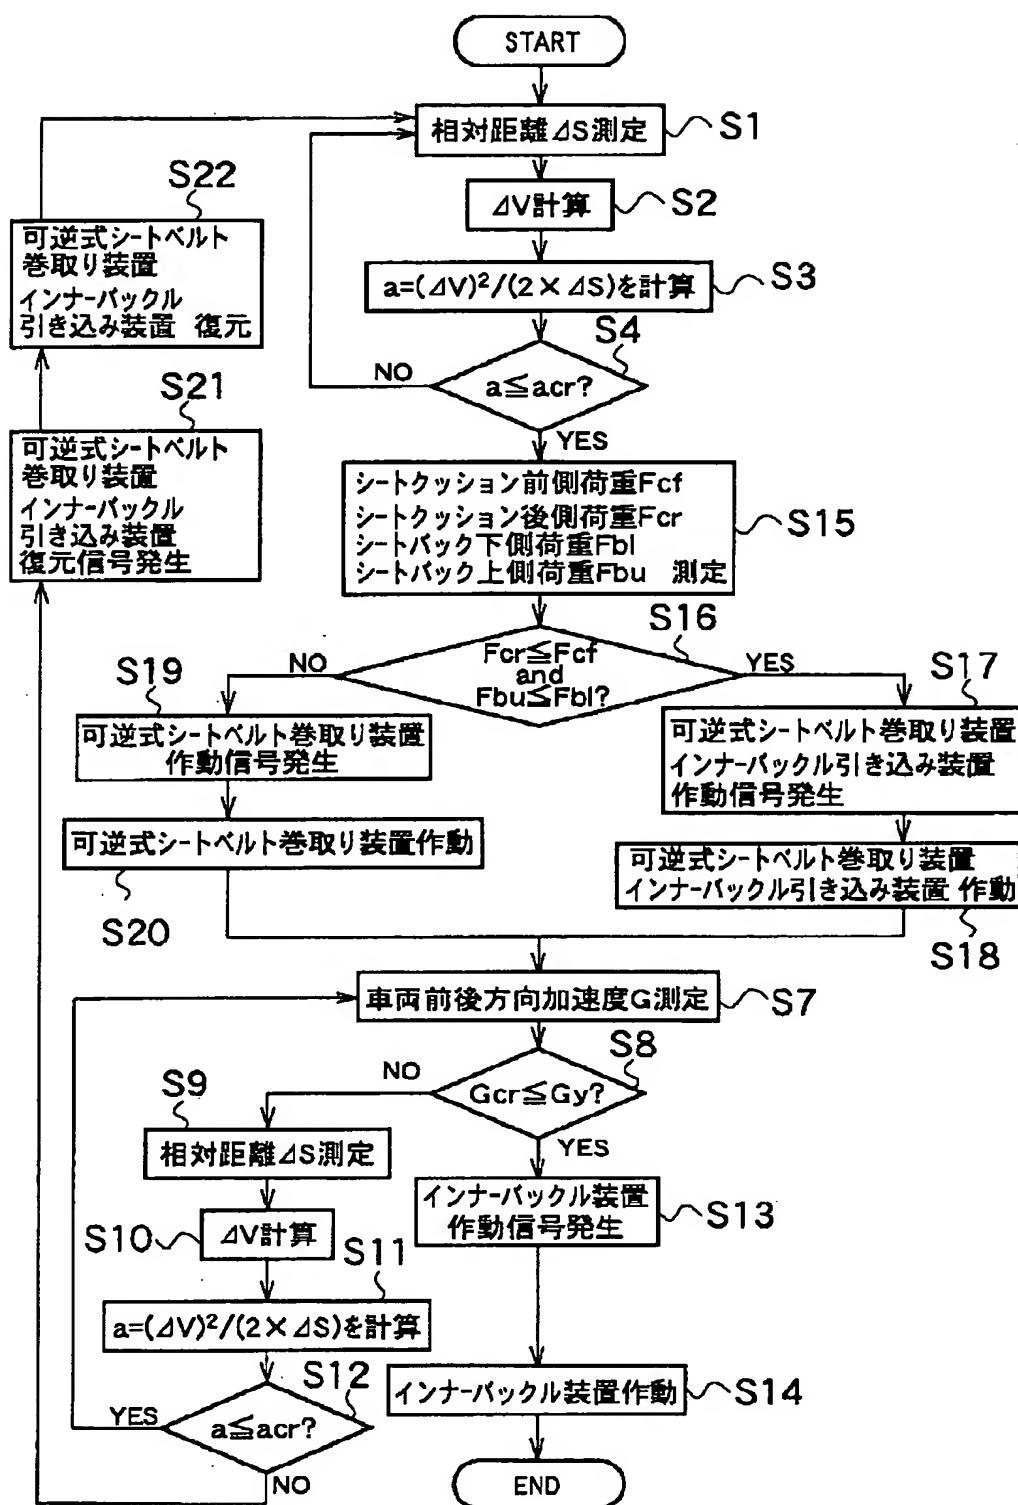 START
相対距離⊿S測定
S1
⊿V計算
S2
a=(⊿V)²/(2×⊿S)を計算
S3
S4
a≦acr?
NO
YES
S22
可逆式シートベルト
巻取り装置
インナーバックル
引き込み装置 復元
S21
可逆式シートベルト
巻取り装置
インナーバックル
引き込み装置
復元信号発生
シートクッション前側荷重Fcf
シートクッション後側荷重Fcr
シートバック下側荷重Fbl
シートバック上側荷重Fbu 測定
S15
S16
Fcr≦Fcf
and
Fbu≦Fbl?
NO
YES
S19
可逆式シートベルト巻取り装置
作動信号発生
S17
可逆式シートベルト巻取り装置
インナーバックル引き込み装置
作動信号発生
可逆式シートベルト巻取り装置作動
S20
可逆式シートベルト巻取り装置
インナーバックル引き込み装置 作動
S18
車両前後方向加速度G測定
S7
S8
Gcr≦Gy?
NO
YES
S9
相対距離⊿S測定
S10
⊿V計算
S11
a=(⊿V)²/(2×⊿S)を計算
S12
a≦acr?
YES
NO
インナーバックル装置
作動信号発生
S13
インナーバックル装置作動
S14
END